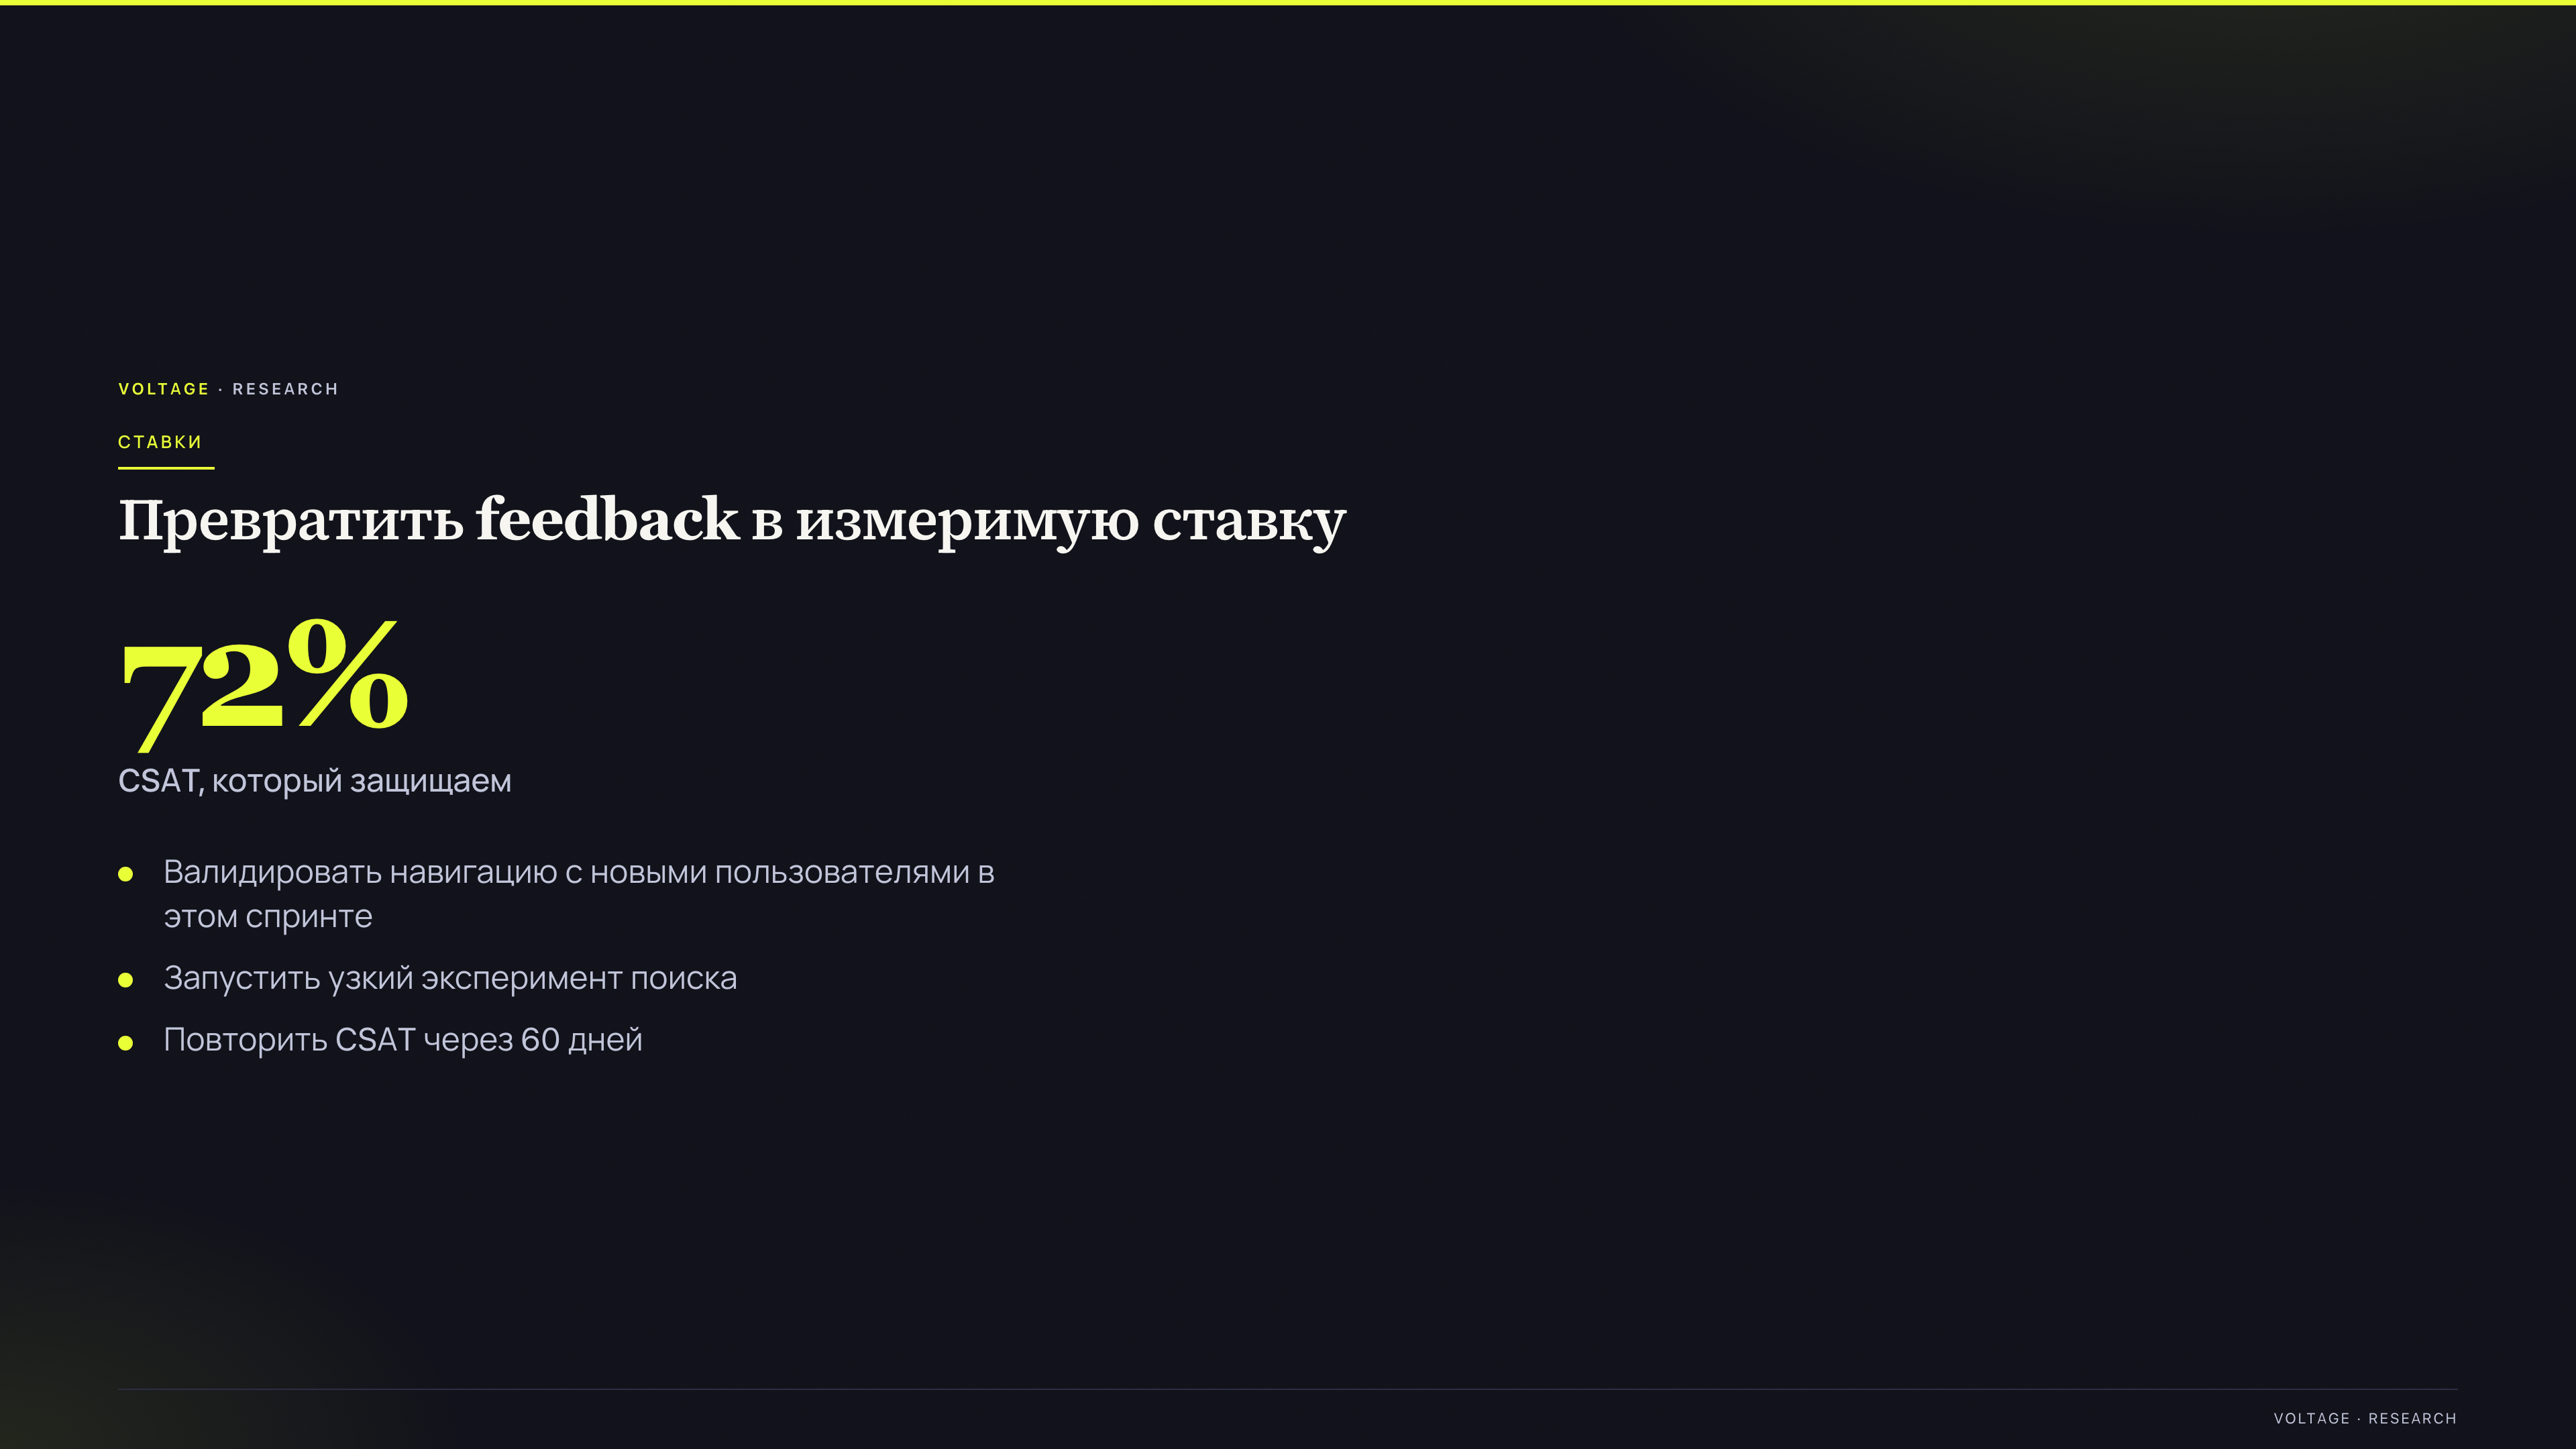 VOLTAGE · RESEARCH
СТАВКИ
Превратить feedback в измеримую ставку
72%
CSAT, который защищаем
Валидировать навигацию с новыми пользователями в
этом спринте
Запустить узкий эксперимент поиска
Повторить CSAT через 60 дней
VOLTAGE · RESEARCH